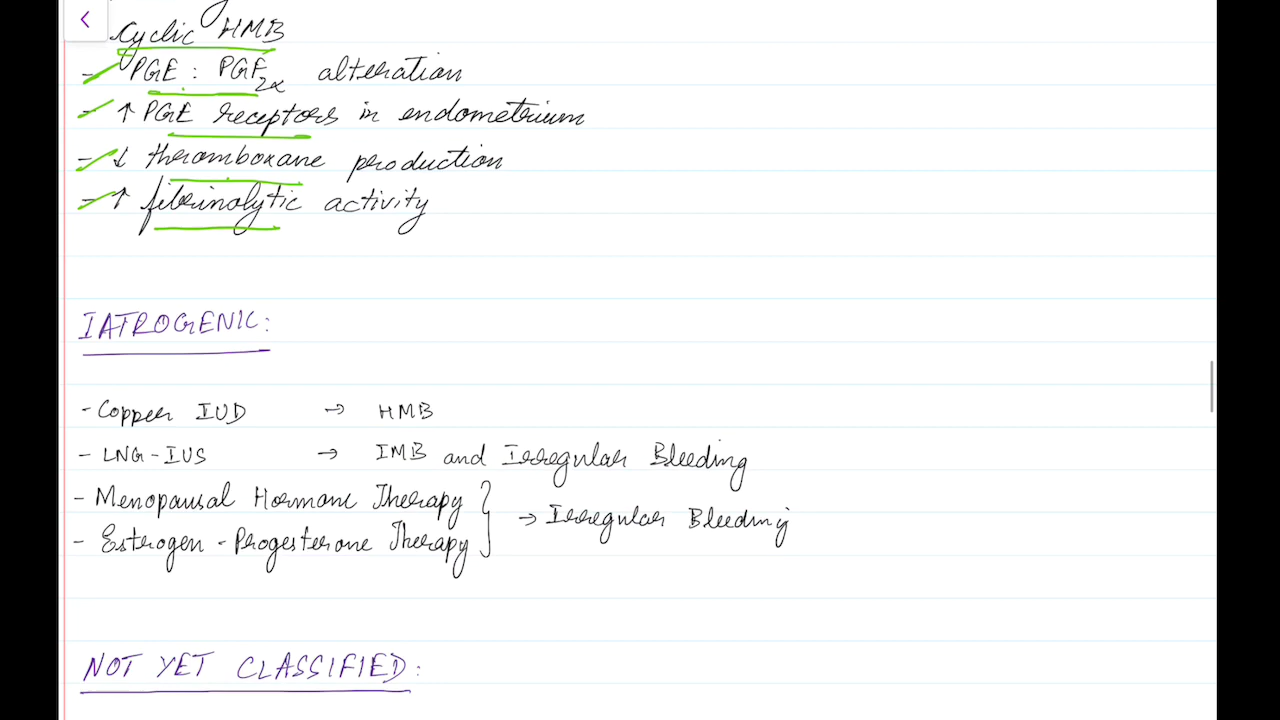 Cyclic HMB
- PGE : PGF2α alteration
- ↑ PGE receptors in endometrium
- ↓ thromboxane production
- ↑ fibrinolytic activity
IATROGENIC:
- Copper IUD → HMB
- LNG-IUS → IMB and Irregular Bleeding
- Menopausal Hormone Therapy
- Estrogen-Progesterone Therapy } → Irregular Bleeding
NOT YET CLASSIFIED: